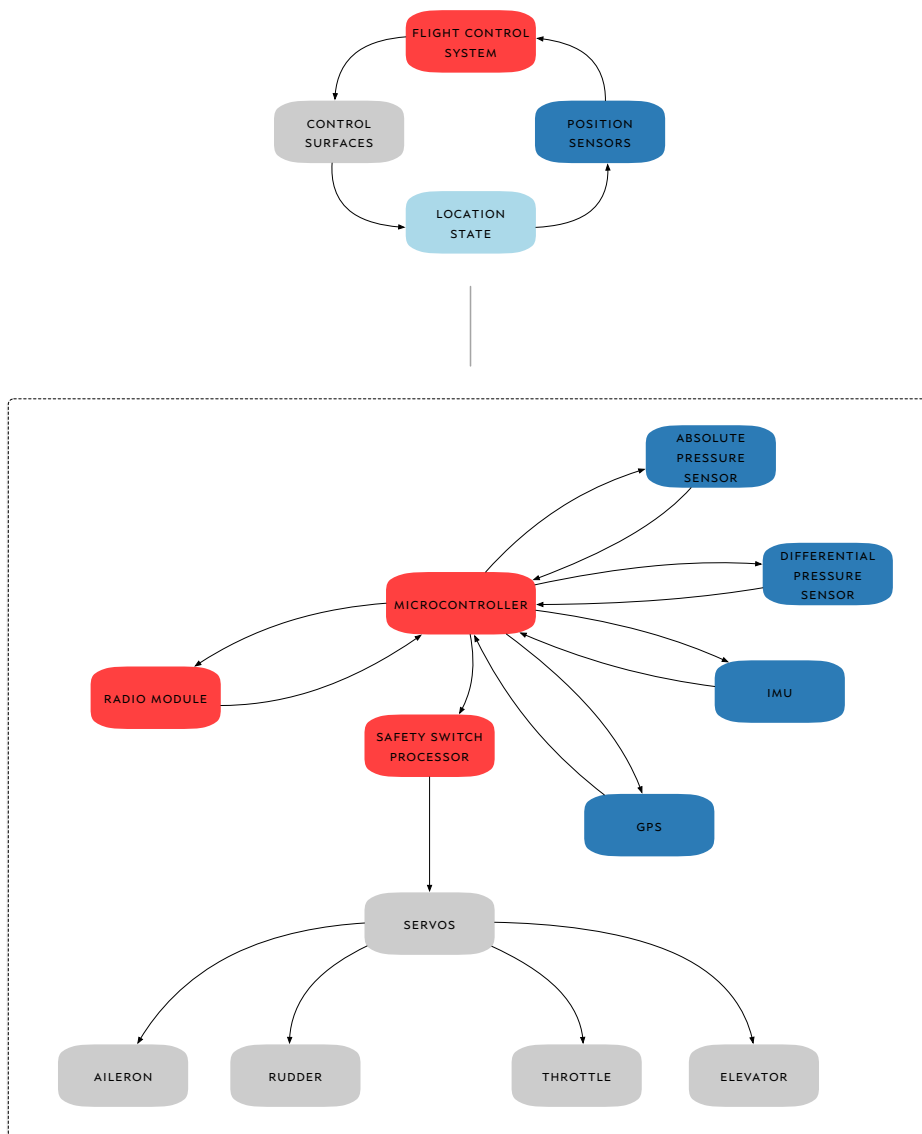 FLIGHT CONTROL
SYSTEM
CONTROL
SURFACES
POSITION
SENSORS
LOCATION
STATE
ABSOLUTE
PRESSURE
SENSOR
DIFFERENTIAL
PRESSURE
SENSOR
MICROCONTROLLER
IMU
RADIO MODULE
SAFETY SWITCH
PROCESSOR
GPS
SERVOS
AILERON
RUDDER
THROTTLE
ELEVATOR